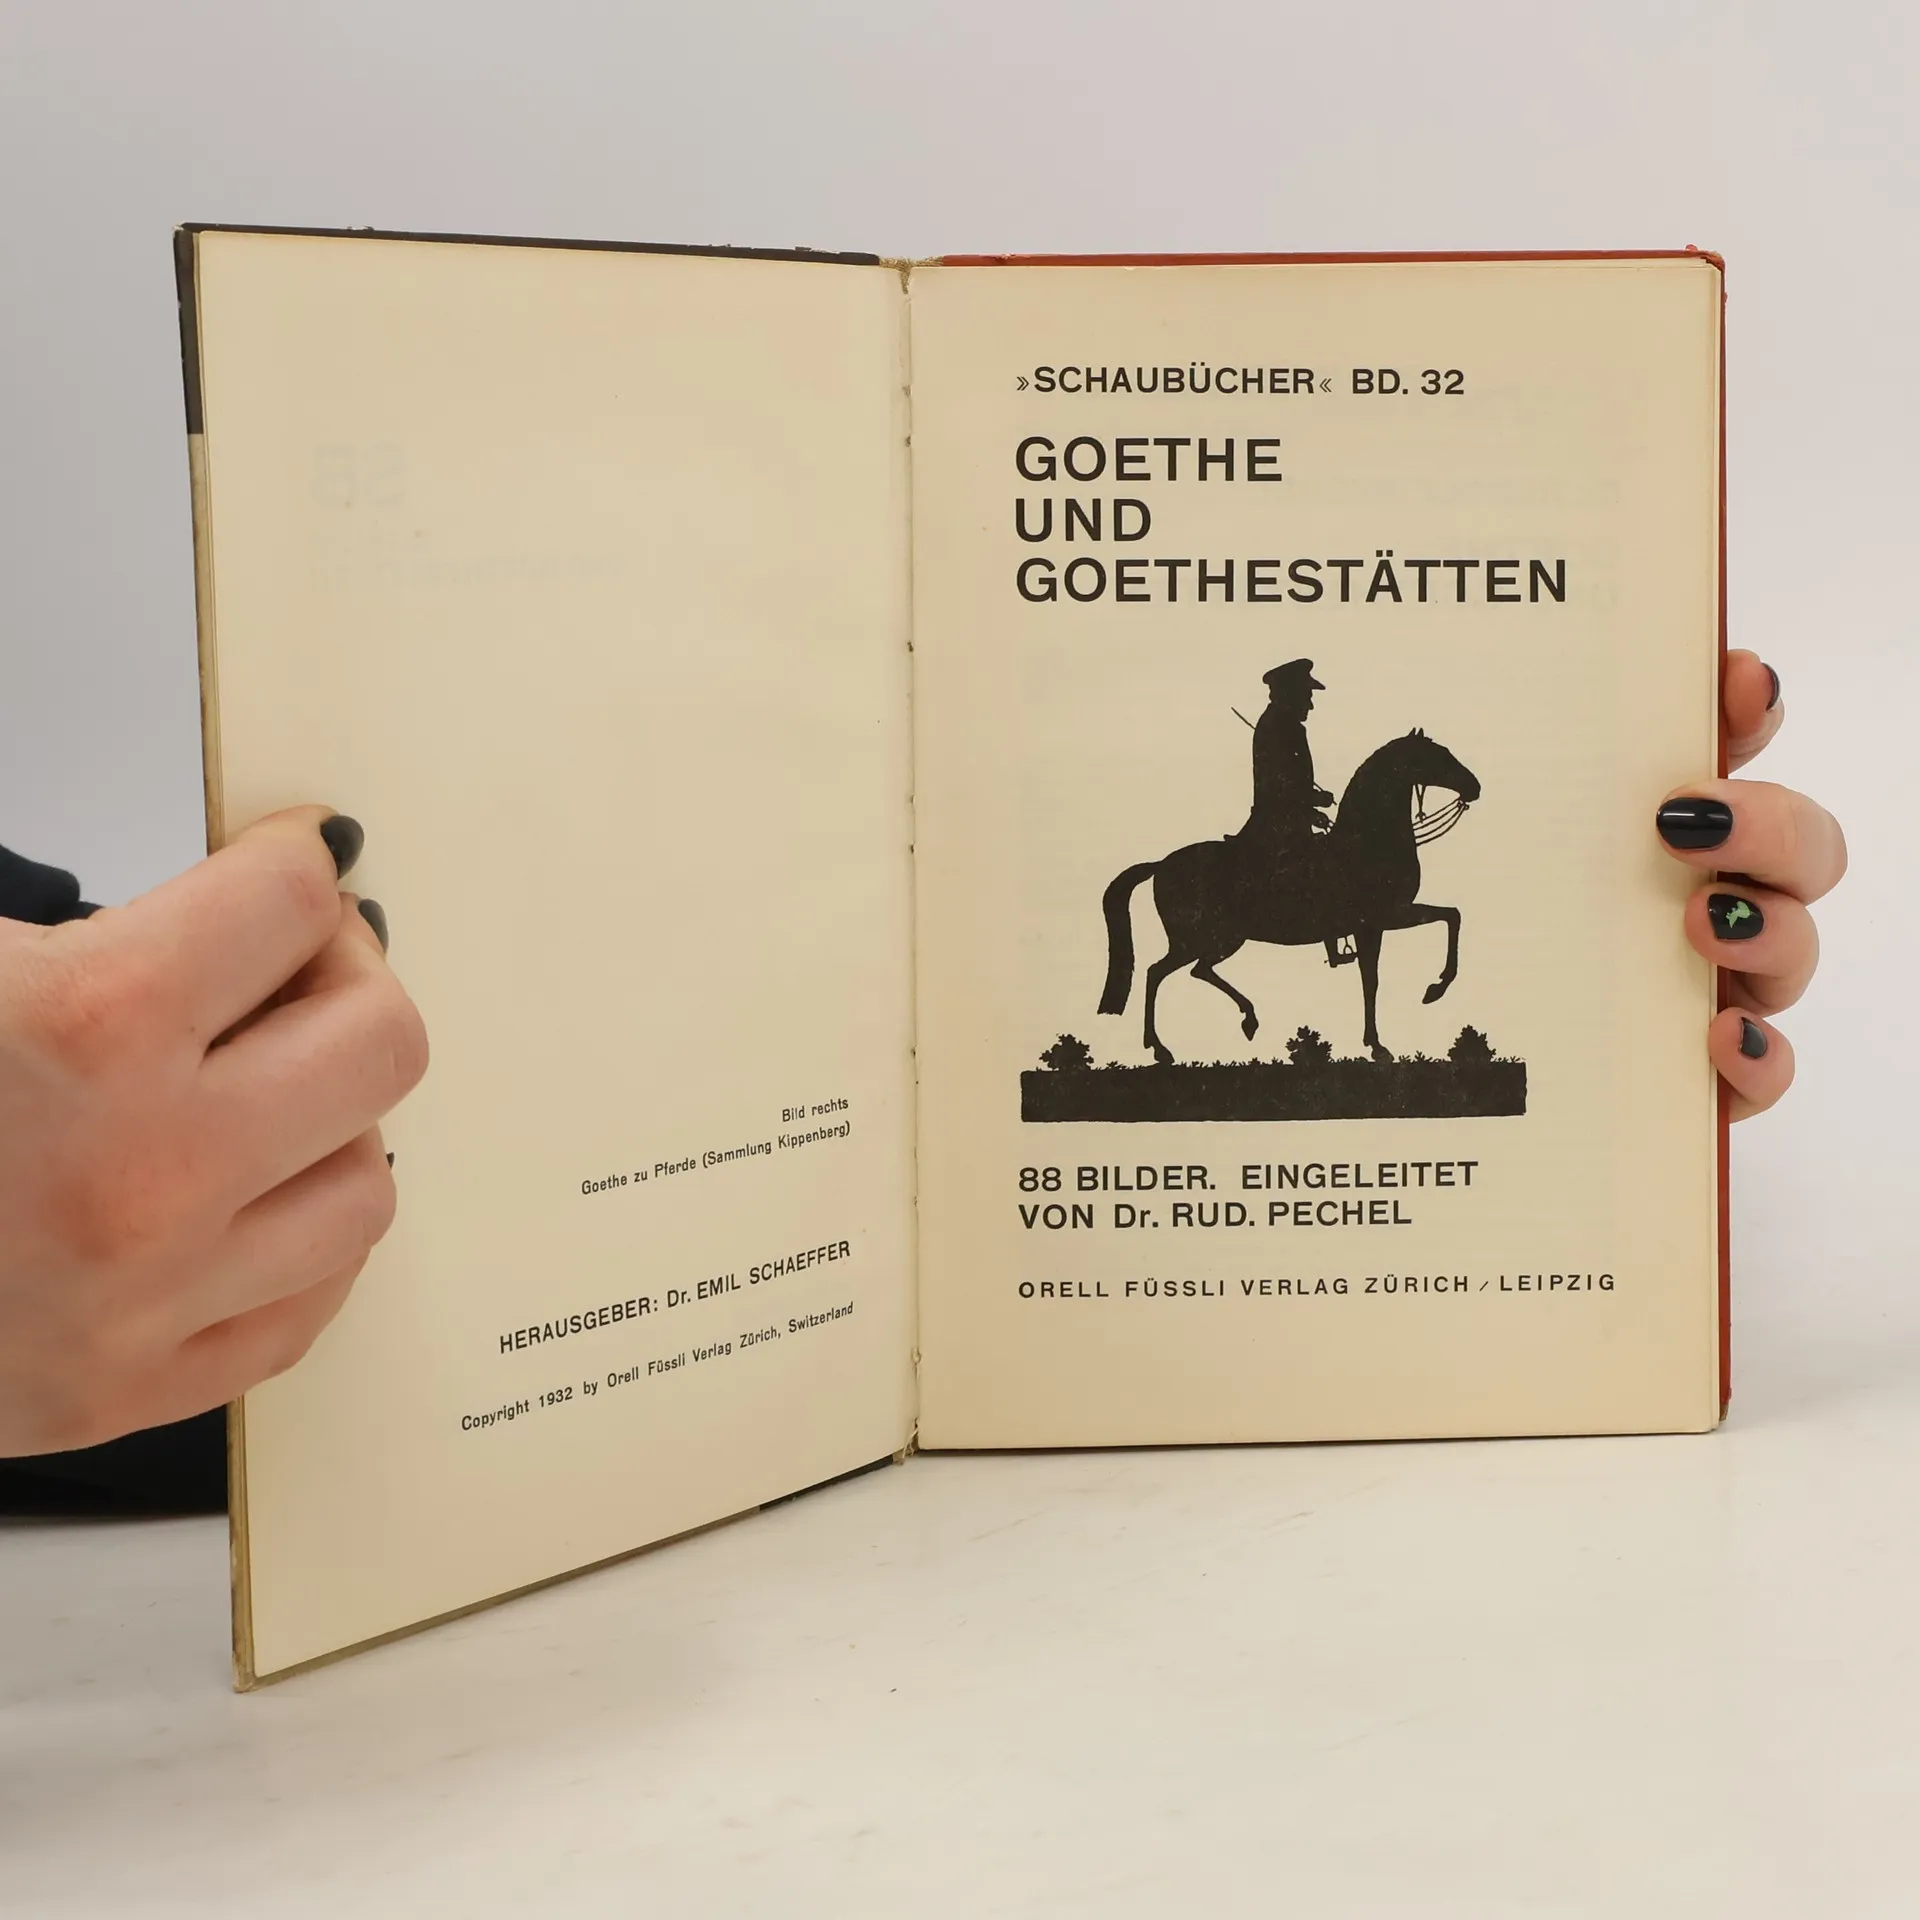 Bild rechts
Goethe zu Pferde (Sammlung Kippenberg)
HERAUSGEBER: Dr. EMIL SCHAEFFER
Copyright 1932 by Orell Füssli Verlag Zürich, Switzerland
»SCHAUBÜCHER« BD. 32
GOETHE
UND
GOETHESTÄTTEN
88 BILDER. EINGELEITET
VON Dr. RUD. PECHEL
ORELL FÜSSLI VERLAG ZÜRICH / LEIPZIG